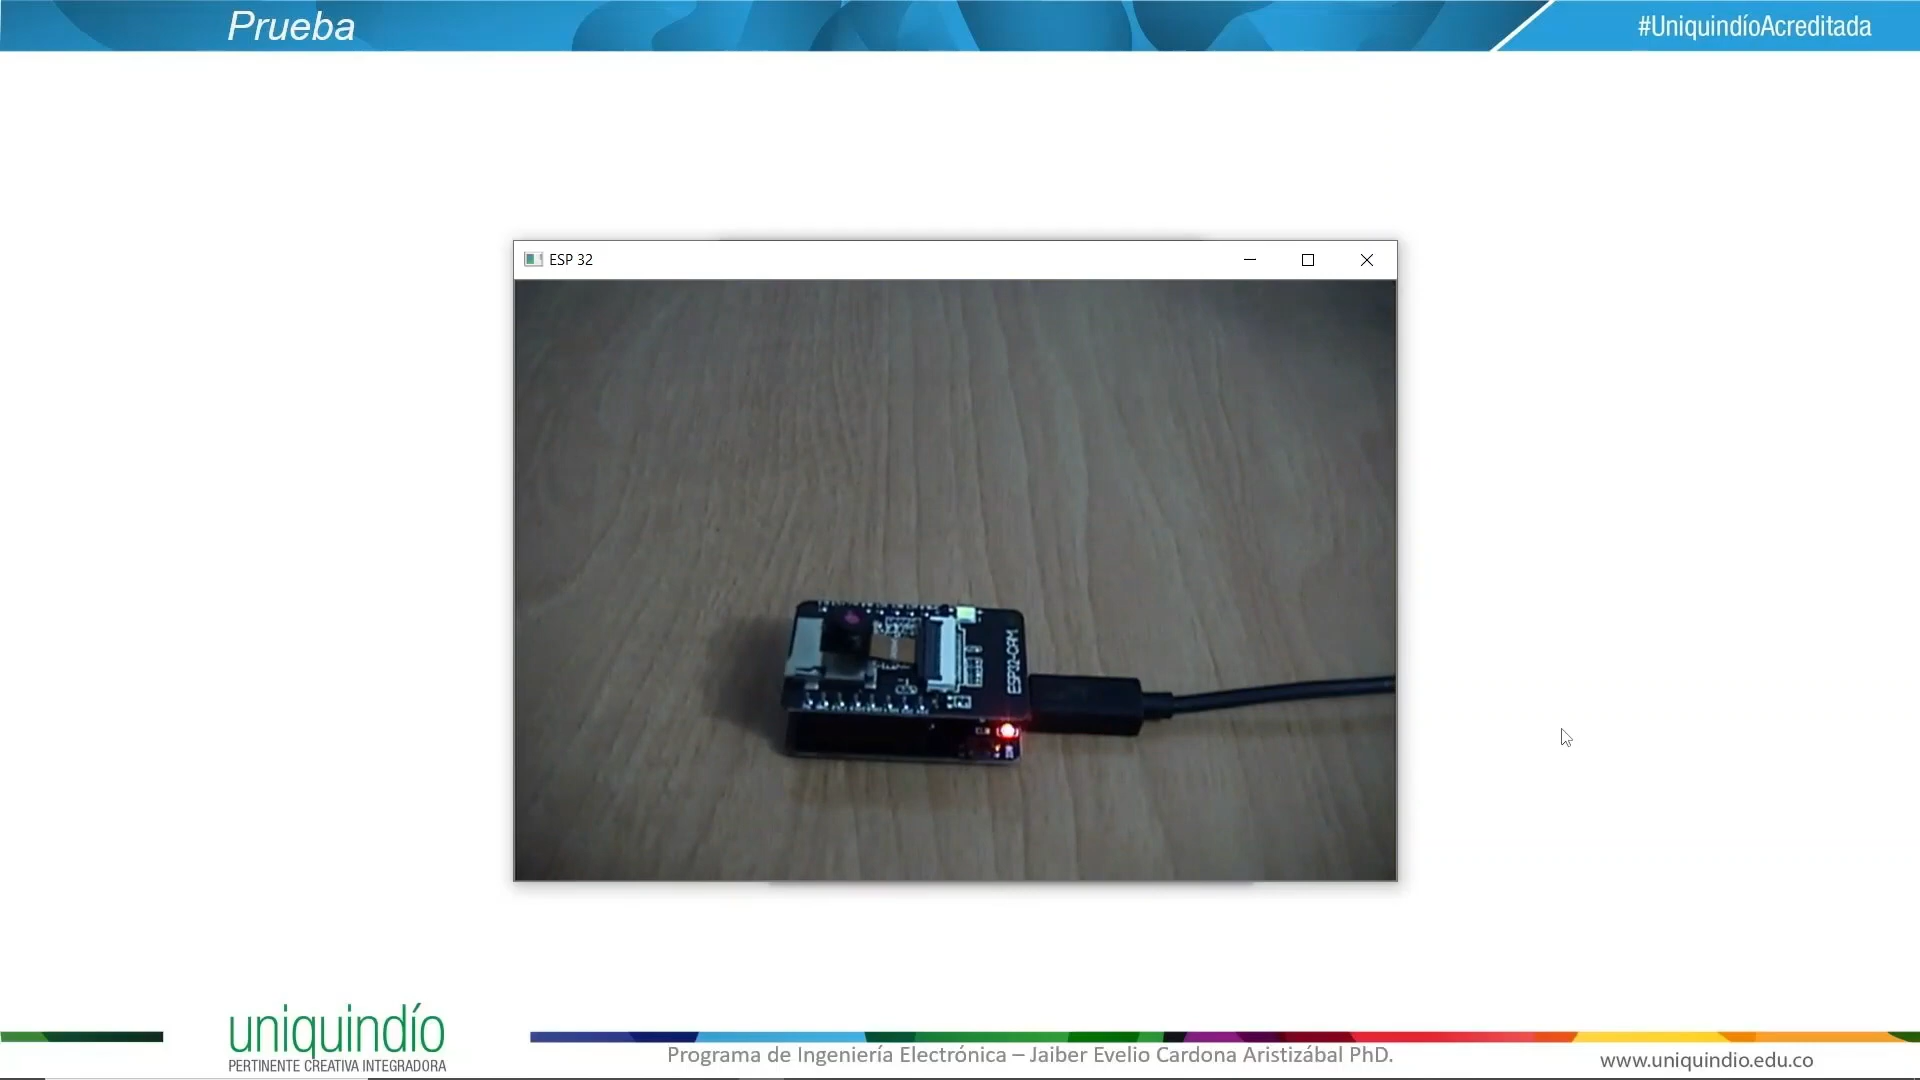 Prueba
#UniquindíoAcreditada
ESP 32
ESP32-CAM
uniquindío
PERTINENTE CREATIVA INTEGRADORA
Programa de Ingeniería Electrónica – Jaiber Evelio Cardona Aristizábal PhD.
www.uniquindio.edu.co